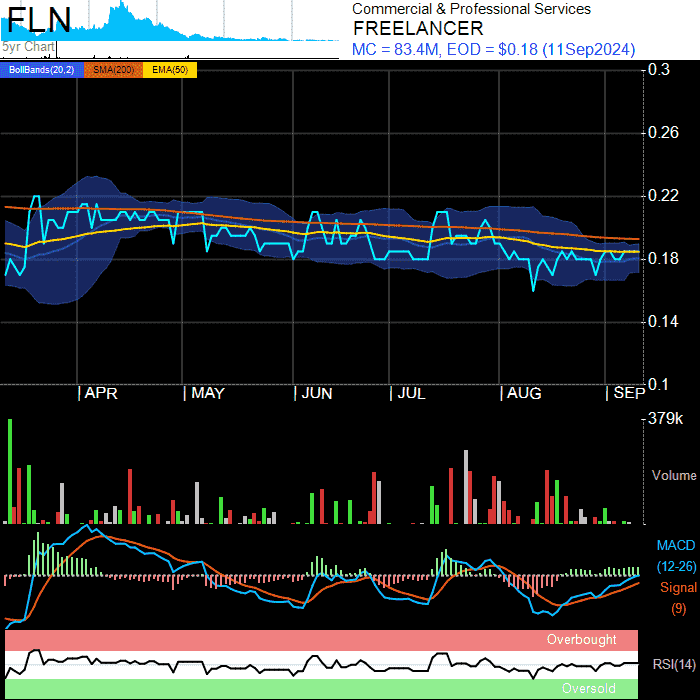 FLN
5yr Chart
Commercial & Professional Services
FREELANCER
MC = 83.4M, EOD = $0.18 (11Sep2024)
BollBands(20,2) SMA(200) EMA(50)
0.3
0.26
0.22
0.18
0.14
0.1
APR MAY JUN JUL AUG SEP
379k
Volume
MACD
(12-26)
Signal
(9)
Overbought
RSI(14)
Oversold